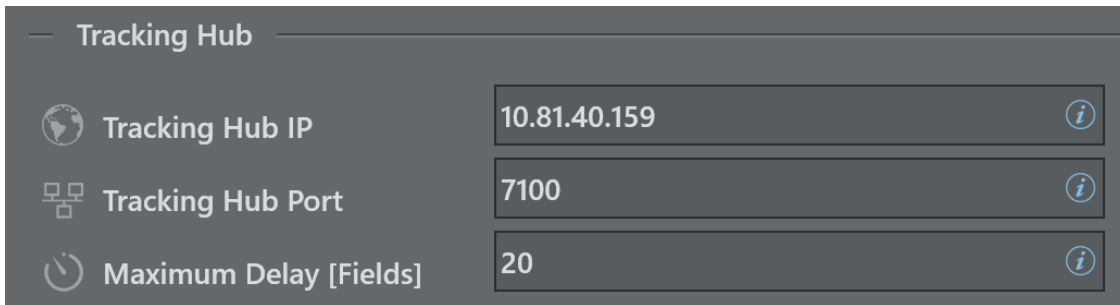 Tracking Hub
Tracking Hub IP 10.81.40.159
Tracking Hub Port 7100
Maximum Delay [Fields] 20